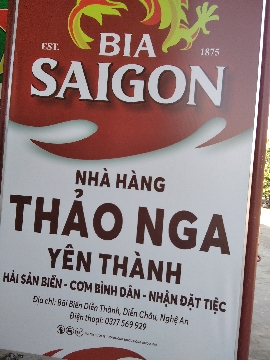 BIA
EST. 1875
SAIGON
NHÀ HÀNG
THẢO NGA
YÊN THÀNH
HẢI SẢN BIỂN - CƠM BÌNH DÂN - NHẬN ĐẶT TIỆC
Địa chỉ: Bãi Biển Diễn Thành, Diễn Châu, Nghệ An
Điện thoại: 0377 569 929